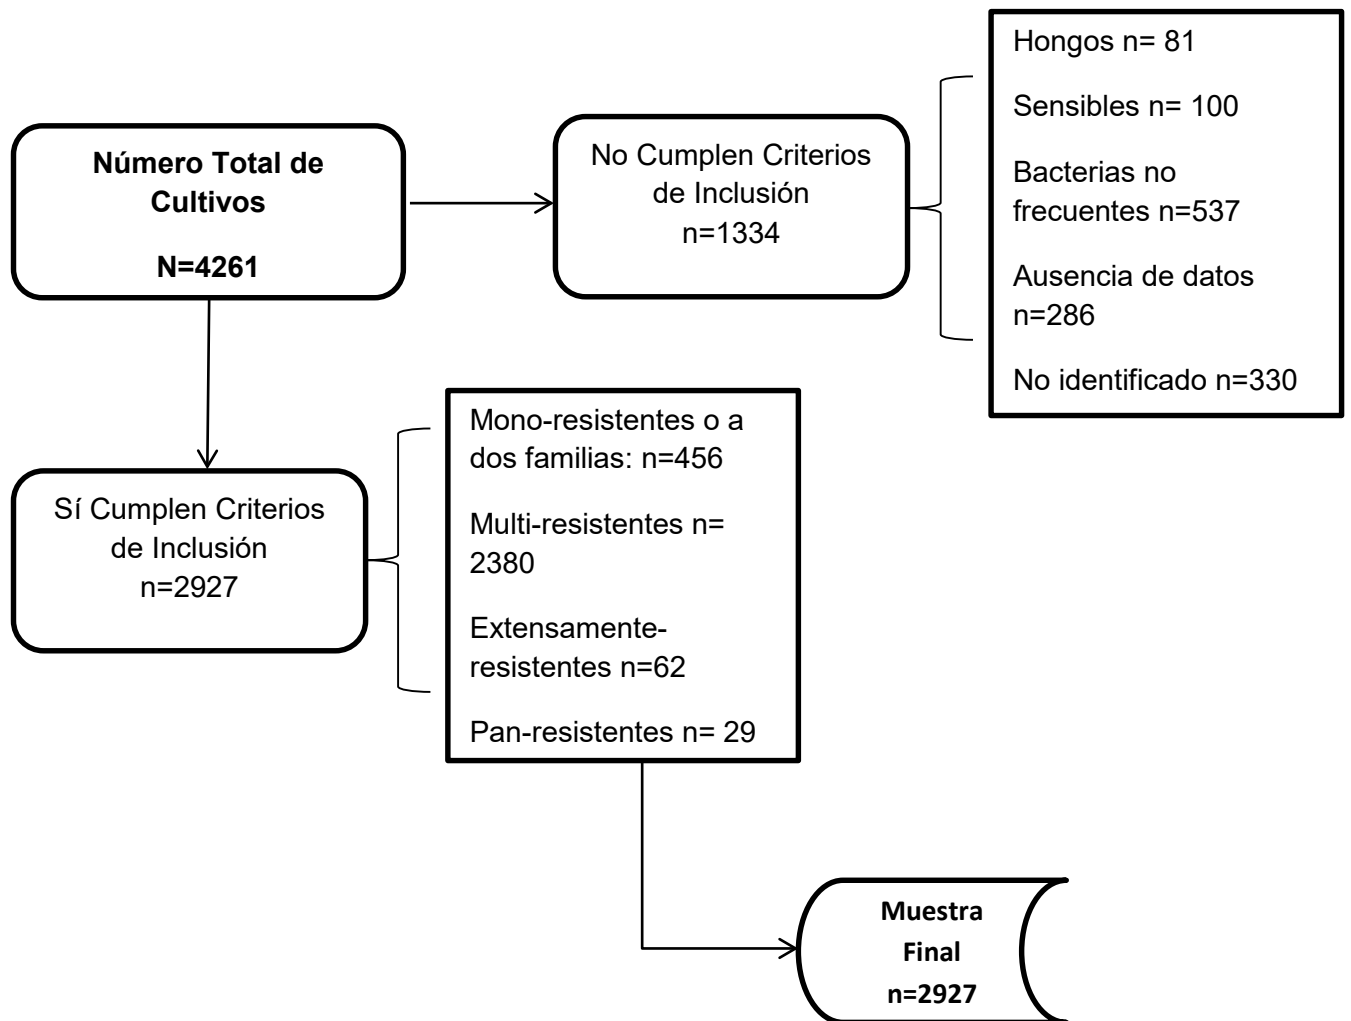 Número Total de
Cultivos
N=4261
No Cumplen Criterios
de Inclusión
n=1334
Hongos n= 81
Sensibles n= 100
Bacterias no
frecuentes n=537
Ausencia de datos
n=286
No identificado n=330
Sí Cumplen Criterios
de Inclusión
n=2927
Mono-resistentes o a
dos familias: n=456
Multi-resistentes n=
2380
Extensamente-
resistentes n=62
Pan-resistentes n= 29
Muestra
Final
n=2927